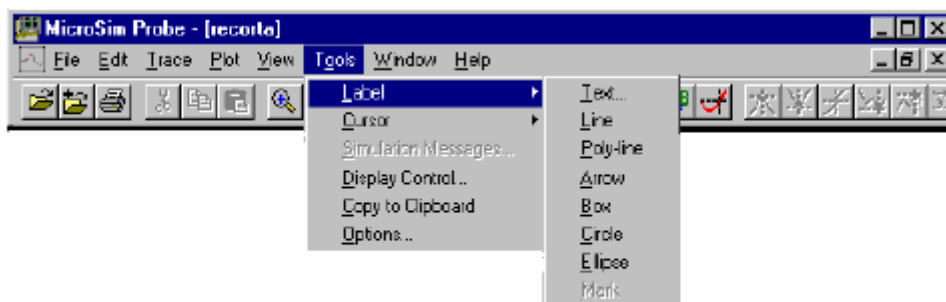 MicroSim Probe - [recorta]
File Edit Trace Plot View Tools Window Help
Label
Cursor
Simulation Messages...
Display Control...
Copy to Clipboard
Options...
Text...
Line
Poly-line
Arrow
Box
Circle
Ellipse
Mark